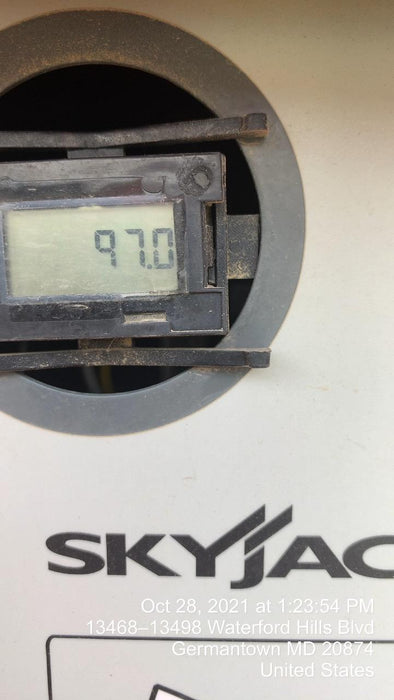 97.0
SKYJAC
Oct 28, 2021 at 1:23:54 PM
13468–13498 Waterford Hills Blvd
Germantown MD 20874
United States